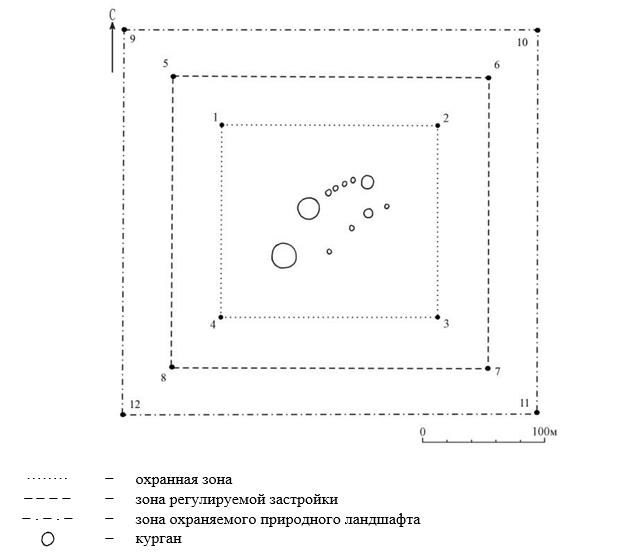 С
9
10
5
6
1
2
4
3
8
7
12
11
0 100м
– охранная зона
– зона регулируемой застройки
– зона охраняемого природного ландшафта
– курган